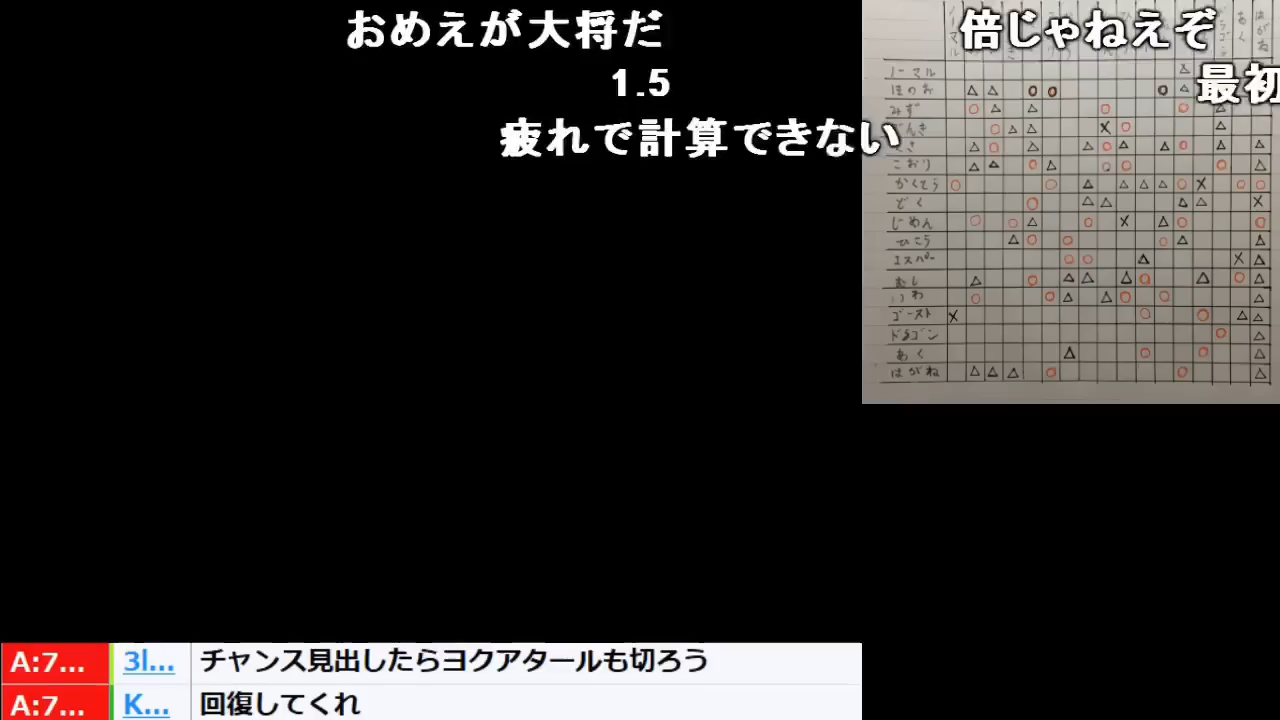 おめえが大将だ
倍じゃねえぞ
1.5
最初
疲れで計算できない
ノーマル
ほのお
みず
でんき
くさ
こおり
かくとう
どく
じめん
ひこう
エスパー
むし
いわ
ゴースト
ドラゴン
あく
はがね
A:7... 3l... チャンス見出したらヨクアタールも切ろう
A:7... K... 回復してくれ